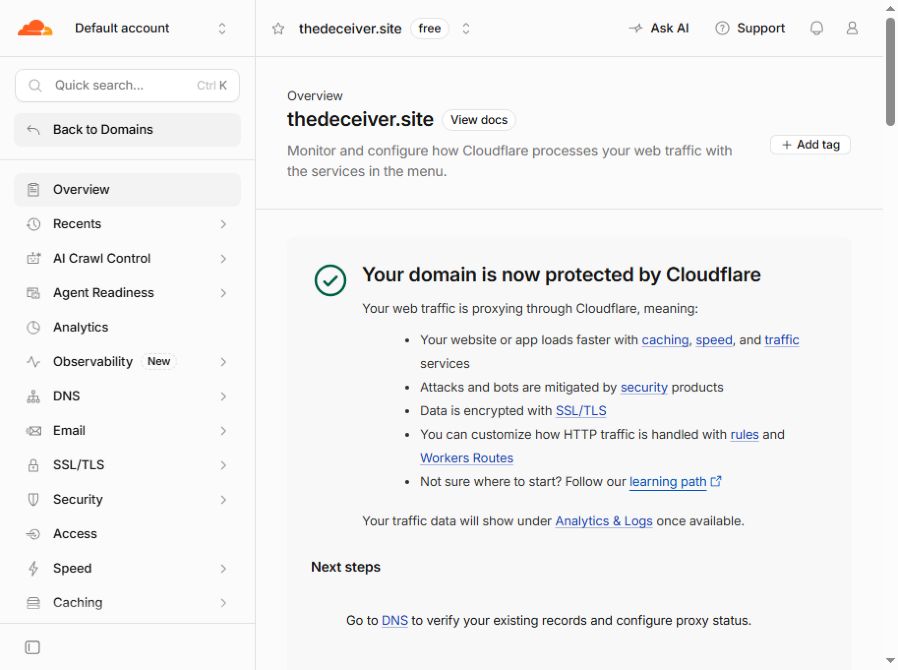 Default account
thedeceiver.site free
Ask AI
Support
Quick search... Ctrl K
Back to Domains
Overview
Recents
AI Crawl Control
Agent Readiness
Analytics
Observability New
DNS
Email
SSL/TLS
Security
Access
Speed
Caching
Overview
thedeceiver.site View docs
Monitor and configure how Cloudflare processes your web traffic with
the services in the menu.
+ Add tag
Your domain is now protected by Cloudflare
Your web traffic is proxying through Cloudflare, meaning:
• Your website or app loads faster with caching, speed, and traffic
services
• Attacks and bots are mitigated by security products
• Data is encrypted with SSL/TLS
• You can customize how HTTP traffic is handled with rules and
Workers Routes
• Not sure where to start? Follow our learning path
Your traffic data will show under Analytics & Logs once available.
Next steps
Go to DNS to verify your existing records and configure proxy status.